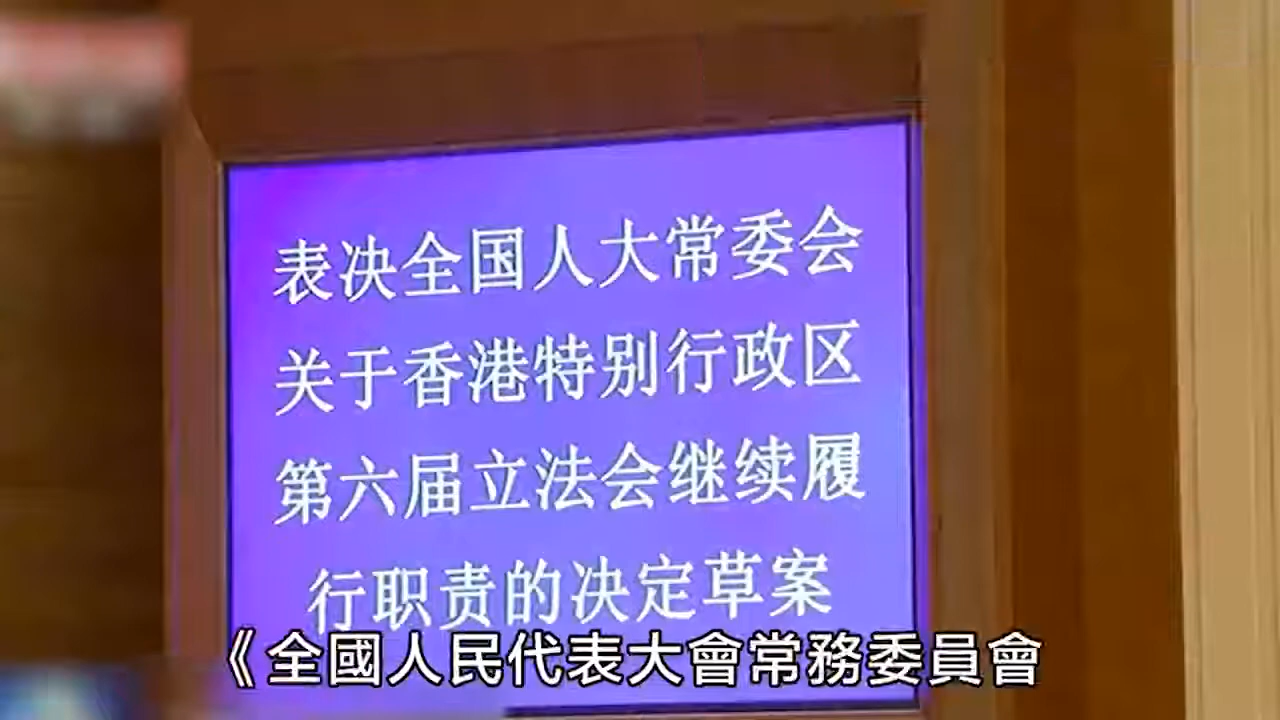 表决全国人大常委会
关于香港特别行政区
第六届立法会继续履
行职责的决定草案
《全國人民代表大會常務委員會